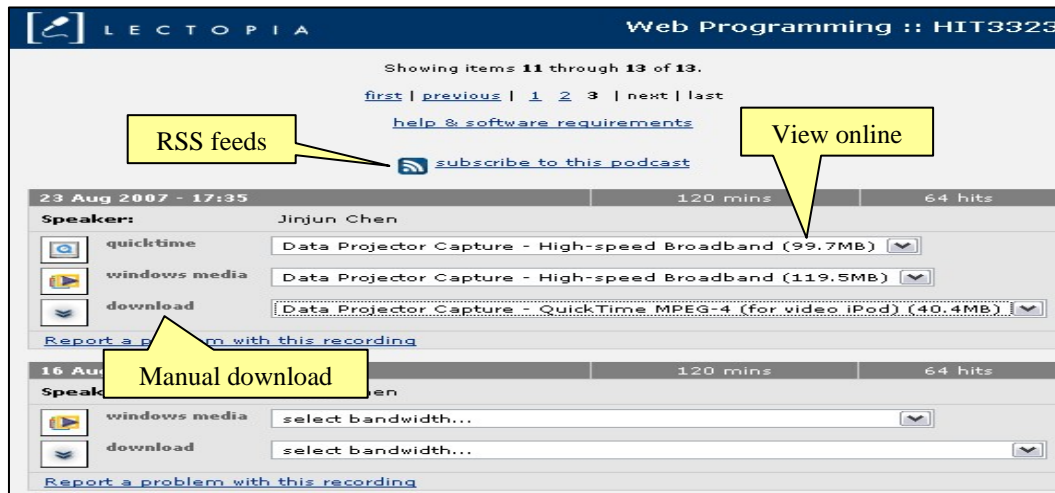 LECTOPIA
Web Programming :: HIT3323
Showing items 11 through 13 of 13.
first | previous | 1 2 3 | next | last
help & software requirements
RSS feeds
View online
subscribe to this podcast
23 Aug 2007 - 17:35 120 mins 64 hits
Speaker: Jinjun Chen
quicktime Data Projector Capture - High-speed Broadband (99.7MB)
windows media Data Projector Capture - High-speed Broadband (119.5MB)
download Data Projector Capture - QuickTime MPEG-4 (for video iPod) (40.4MB)
Report a problem with this recording
Manual download
16 120 mins 64 hits
windows media select bandwidth...
download select bandwidth...
Report a problem with this recording